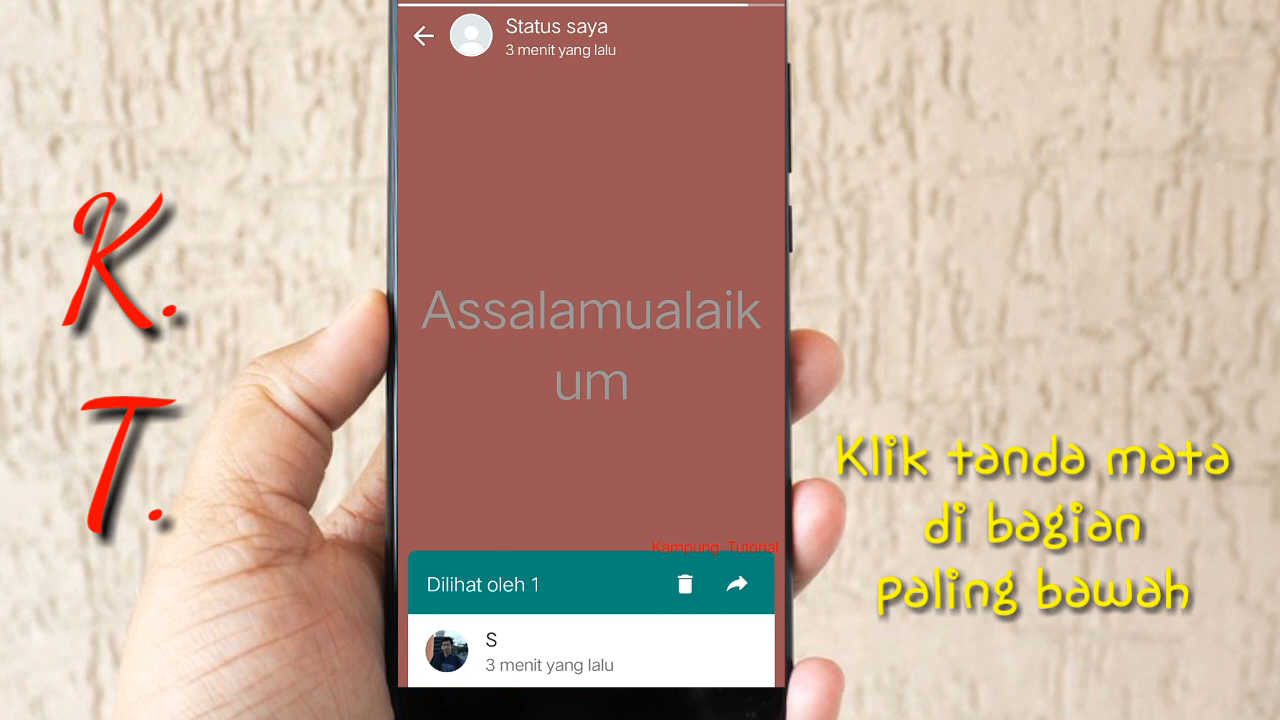 Status saya
3 menit yang lalu
K.
T.
Assalamualaik
um
Klik tanda mata
di bagian
paling bawah
Kampung Tutorial
Dilihat oleh 1
S
3 menit yang lalu